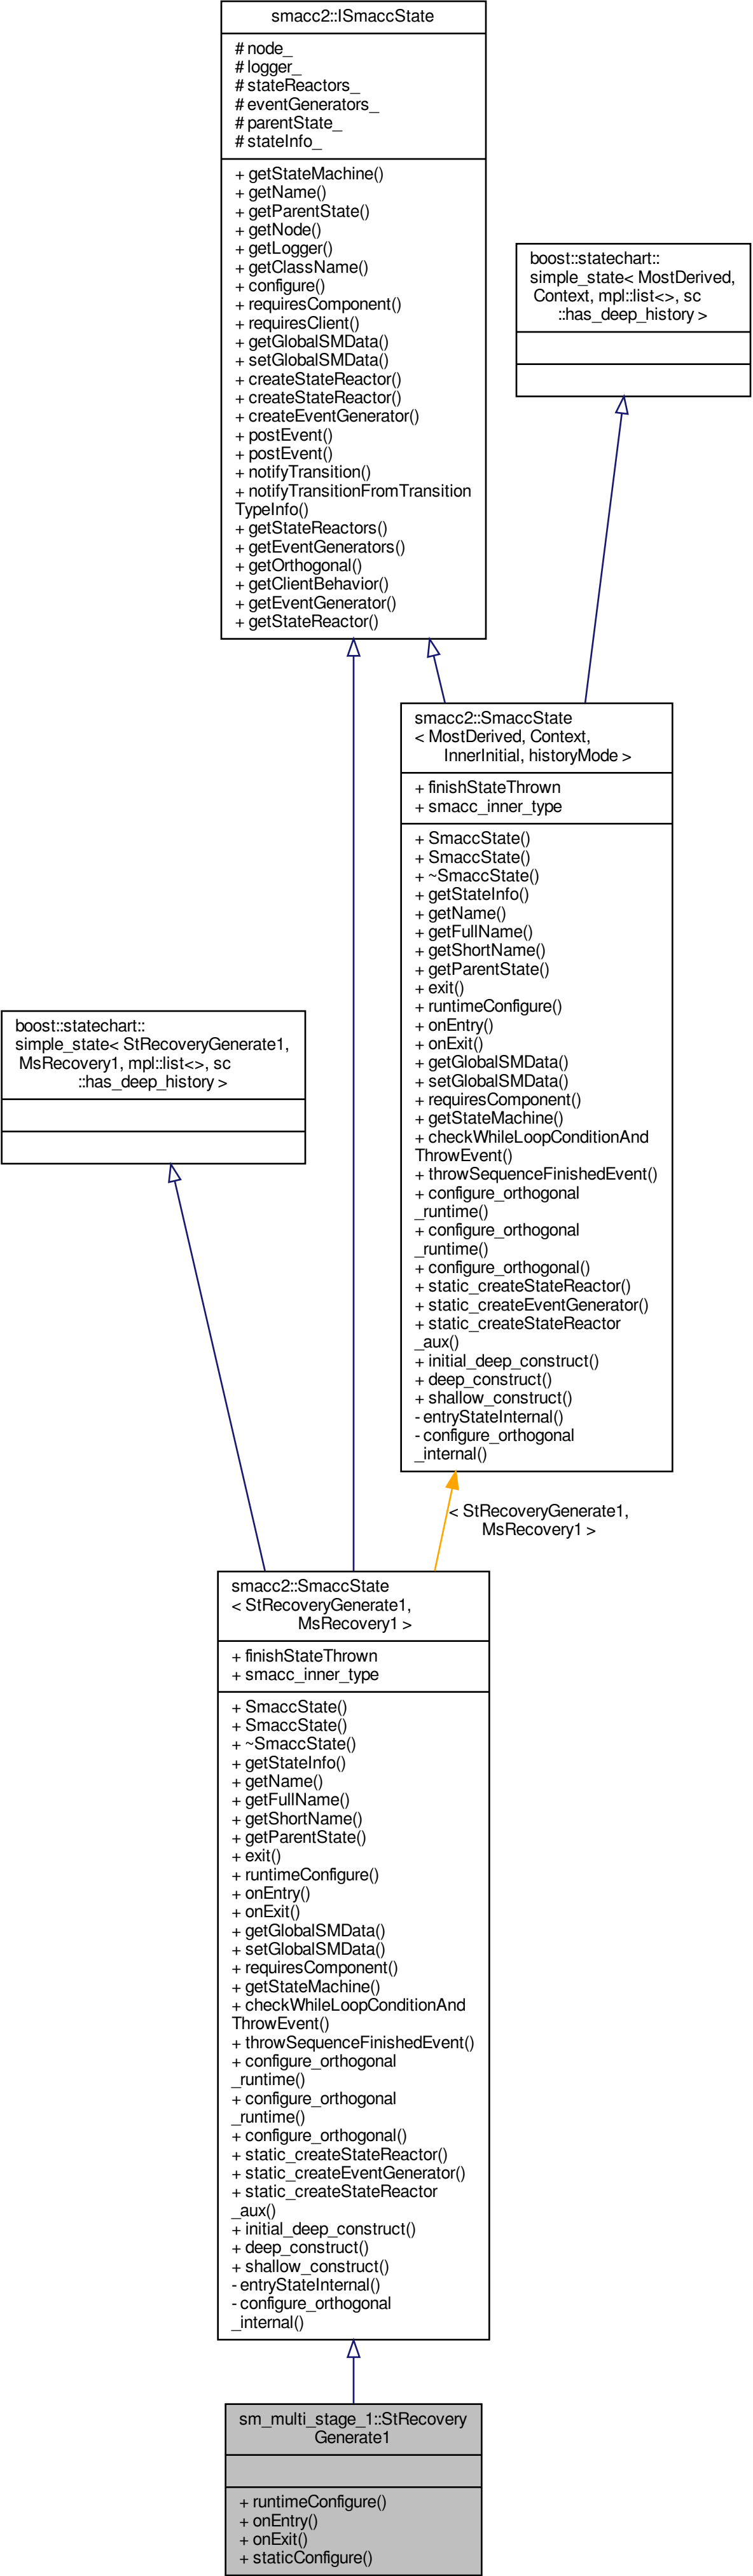 smacc2::ISmaccState
# node_
# logger_
# stateReactors_
# eventGenerators_
# parentState_
# stateInfo_
+ getStateMachine()
+ getName()
+ getParentState()
+ getNode()
+ getLogger()
+ getClassName()
+ configure()
+ requiresComponent()
+ requiresClient()
+ getGlobalSMData()
+ setGlobalSMData()
+ createStateReactor()
+ createStateReactor()
+ createEventGenerator()
+ postEvent()
+ postEvent()
+ notifyTransition()
+ notifyTransitionFromTransition
TypeInfo()
+ getStateReactors()
+ getEventGenerators()
+ getOrthogonal()
+ getClientBehavior()
+ getEventGenerator()
+ getStateReactor()
boost::statechart::
simple_state< MostDerived,
Context, mpl::list<>, sc
::has_deep_history >
smacc2::SmaccState
< MostDerived, Context,
InnerInitial, historyMode >
+ finishStateThrown
+ smacc_inner_type
+ SmaccState()
+ SmaccState()
+ ~SmaccState()
+ getStateInfo()
+ getName()
+ getFullName()
+ getShortName()
+ getParentState()
+ exit()
+ runtimeConfigure()
+ onEntry()
+ onExit()
+ getGlobalSMData()
+ setGlobalSMData()
+ requiresComponent()
+ getStateMachine()
+ checkWhileLoopConditionAnd
ThrowEvent()
+ throwSequenceFinishedEvent()
+ configure_orthogonal
_runtime()
+ configure_orthogonal
_runtime()
+ configure_orthogonal()
+ static_createStateReactor()
+ static_createEventGenerator()
+ static_createStateReactor
_aux()
+ initial_deep_construct()
+ deep_construct()
+ shallow_construct()
- entryStateInternal()
- configure_orthogonal
_internal()
boost::statechart::
simple_state< StRecoveryGenerate1,
MsRecovery1, mpl::list<>, sc
::has_deep_history >
< StRecoveryGenerate1,
MsRecovery1 >
smacc2::SmaccState
< StRecoveryGenerate1,
MsRecovery1 >
+ finishStateThrown
+ smacc_inner_type
+ SmaccState()
+ SmaccState()
+ ~SmaccState()
+ getStateInfo()
+ getName()
+ getFullName()
+ getShortName()
+ getParentState()
+ exit()
+ runtimeConfigure()
+ onEntry()
+ onExit()
+ getGlobalSMData()
+ setGlobalSMData()
+ requiresComponent()
+ getStateMachine()
+ checkWhileLoopConditionAnd
ThrowEvent()
+ throwSequenceFinishedEvent()
+ configure_orthogonal
_runtime()
+ configure_orthogonal
_runtime()
+ configure_orthogonal()
+ static_createStateReactor()
+ static_createEventGenerator()
+ static_createStateReactor
_aux()
+ initial_deep_construct()
+ deep_construct()
+ shallow_construct()
- entryStateInternal()
- configure_orthogonal
_internal()
sm_multi_stage_1::StRecovery
Generate1
+ runtimeConfigure()
+ onEntry()
+ onExit()
+ staticConfigure()